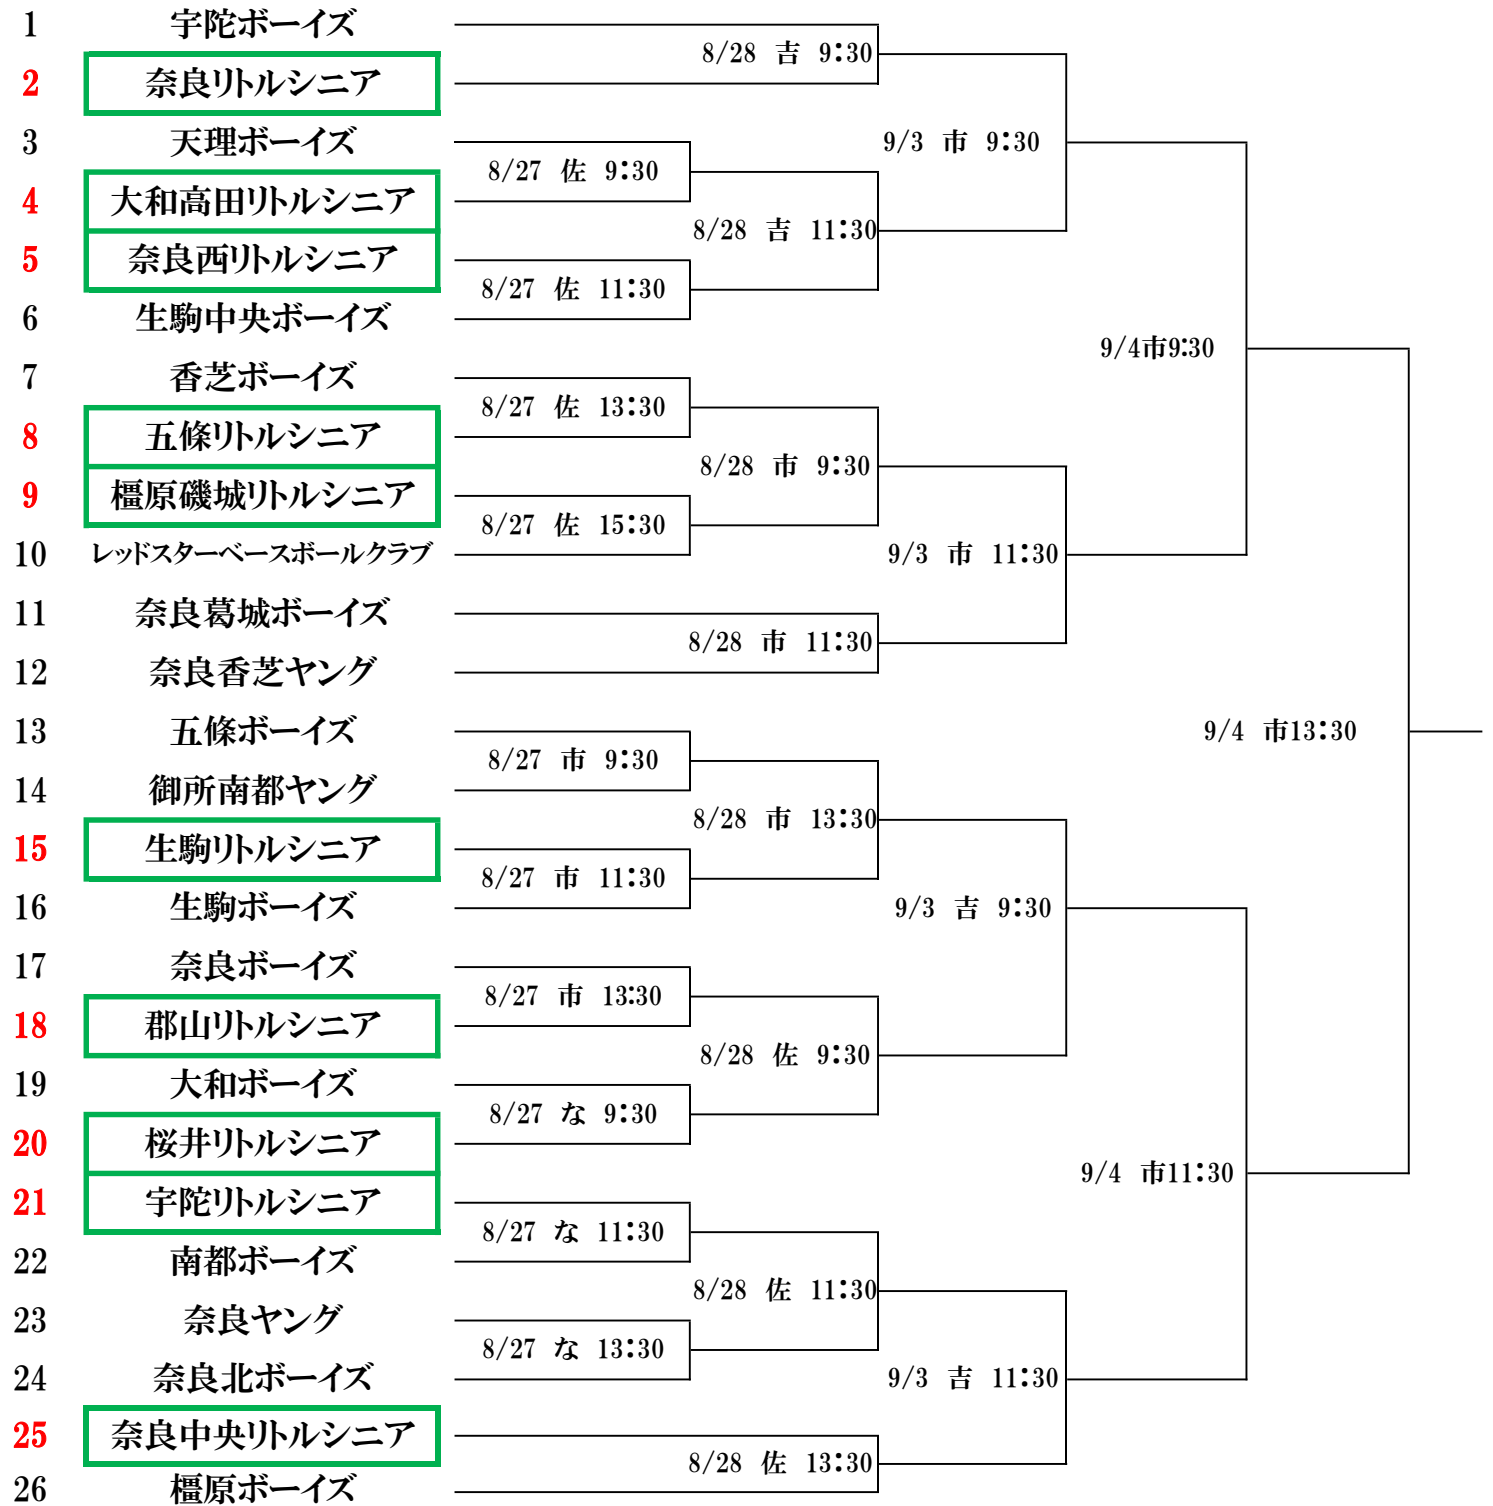 1 宇陀ボーイズ
8/28 吉 9:30
2 奈良リトルシニア
3 天理ボーイズ
9/3 市 9:30
8/27 佐 9:30
4 大和高田リトルシニア
8/28 吉 11:30
5 奈良西リトルシニア
8/27 佐 11:30
6 生駒中央ボーイズ
9/4市9:30
7 香芝ボーイズ
8/27 佐 13:30
8 五條リトルシニア
8/28 市 9:30
9 橿原磯城リトルシニア
8/27 佐 15:30
10 レッドスターベースボールクラブ
9/3 市 11:30
11 奈良葛城ボーイズ
8/28 市 11:30
12 奈良香芝ヤング
13 五條ボーイズ
9/4 市13:30
8/27 市 9:30
14 御所南都ヤング
8/28 市 13:30
15 生駒リトルシニア
8/27 市 11:30
16 生駒ボーイズ
9/3 吉 9:30
17 奈良ボーイズ
8/27 市 13:30
18 郡山リトルシニア
8/28 佐 9:30
19 大和ボーイズ
8/27 な 9:30
20 桜井リトルシニア
9/4 市11:30
21 宇陀リトルシニア
8/27 な 11:30
22 南都ボーイズ
8/28 佐 11:30
23 奈良ヤング
8/27 な 13:30
24 奈良北ボーイズ
9/3 吉 11:30
25 奈良中央リトルシニア
8/28 佐 13:30
26 橿原ボーイズ